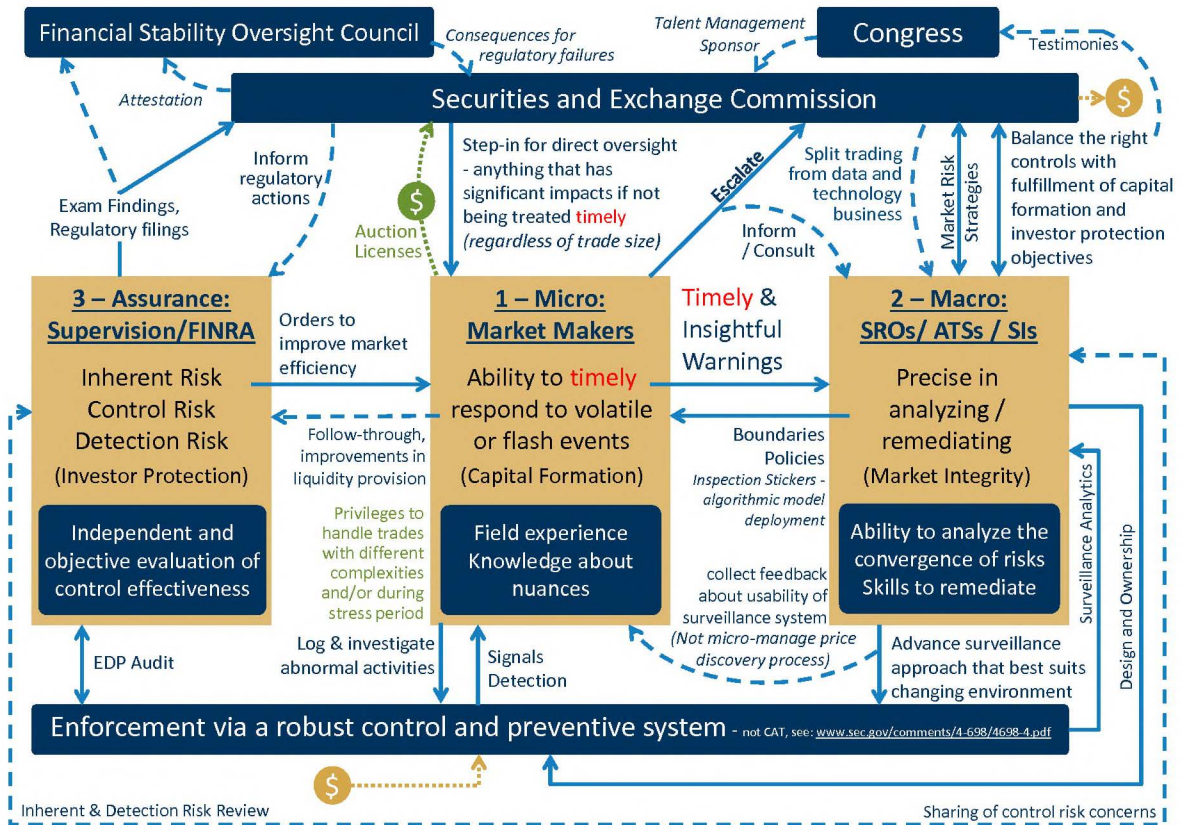 Financial Stability Oversight Council
Consequences for
regulatory failures
Talent Management
Sponsor
Congress
Testimonies
Attestation
Securities and Exchange Commission
$
Exam Findings,
Regulatory filings
Inform
regulatory
actions
$
Auction
Licenses
Step-in for direct oversight
- anything that has
significant impacts if not
being treated timely
(regardless of trade size)
Escalate
Inform
/ Consult
Split trading
from data and
technology
business
Market Risk
Strategies
Balance the right
controls with
fulfillment of capital
formation and
investor protection
objectives
3 – Assurance:
Supervision/FINRA
Inherent Risk
Control Risk
Detection Risk
(Investor Protection)
Independent and
objective evaluation of
control effectiveness
Orders to
improve market
efficiency
Follow-through,
improvements in
liquidity provision
Privileges to
handle trades
with different
complexities
and/or during
stress period
1 – Micro:
Market Makers
Ability to timely
respond to volatile
or flash events
(Capital Formation)
Field experience
Knowledge about
nuances
Timely &
Insightful
Warnings
Boundaries
Policies
Inspection Stickers -
algorithmic model
deployment
collect feedback
about usability of
surveillance system
(Not micro-manage price
discovery process)
2 – Macro:
SROs/ ATSs / SIs
Precise in
analyzing /
remediating
(Market Integrity)
Ability to analyze the
convergence of risks
Skills to remediate
Surveillance Analytics
Design and Ownership
EDP Audit
Log & investigate
abnormal activities
Signals
Detection
Advance surveillance
approach that best suits
changing environment
Enforcement via a robust control and preventive system - not CAT, see: www.sec.gov/comments/4-698/4698-4.pdf
$
Inherent & Detection Risk Review
Sharing of control risk concerns